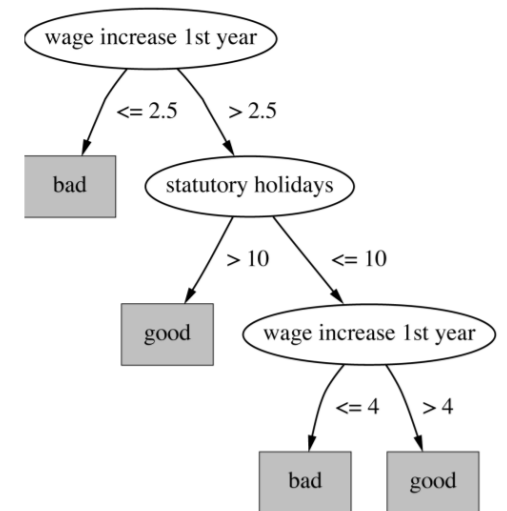 wage increase 1st year
<= 2.5
> 2.5
bad
statutory holidays
> 10
<= 10
good
wage increase 1st year
<= 4
> 4
bad
good